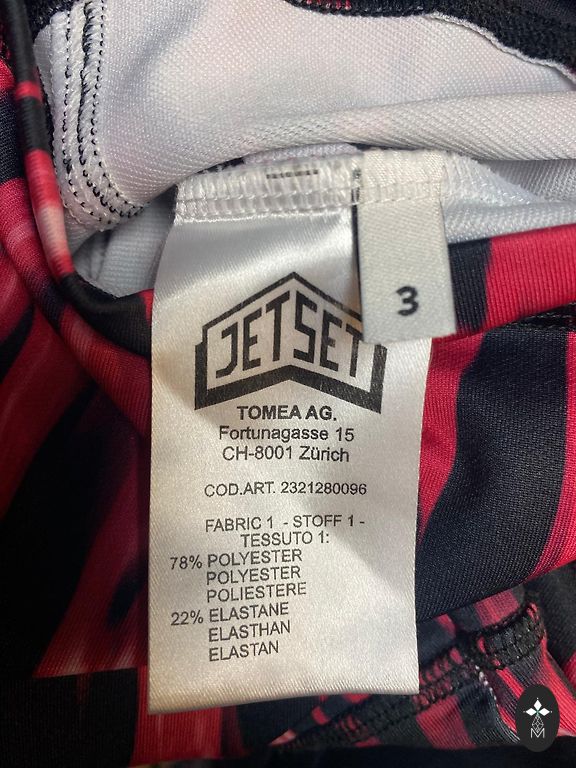 JETSET
3
TOMEA AG.
Fortunagasse 15
CH-8001 Zürich
COD.ART. 2321280096
FABRIC 1 - STOFF 1 -
TESSUTO 1:
78% POLYESTER
POLYESTER
POLIESTERE
22% ELASTANE
ELASTHAN
ELASTAN
M